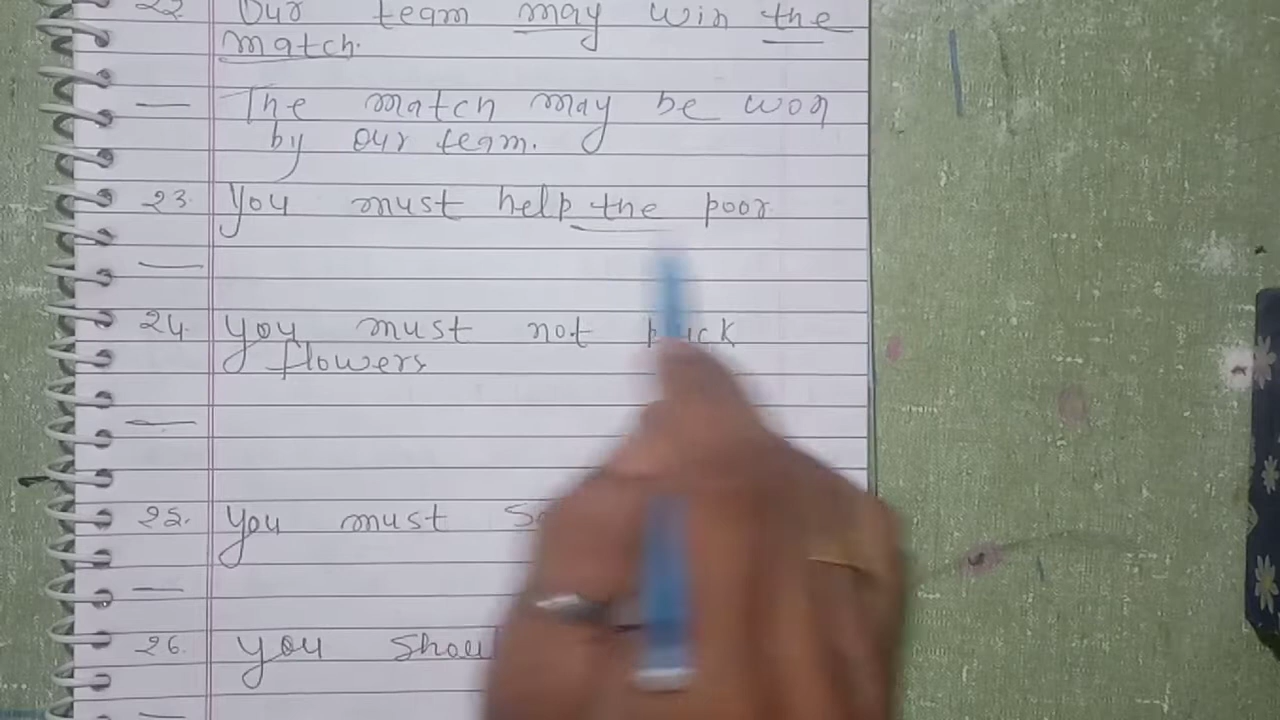 22. Our team may win the
match.
— The match may be won
by our team.
23. You must help the poor
—
24. You must not pluck
flowers
—
25. You must
—
26. You
—